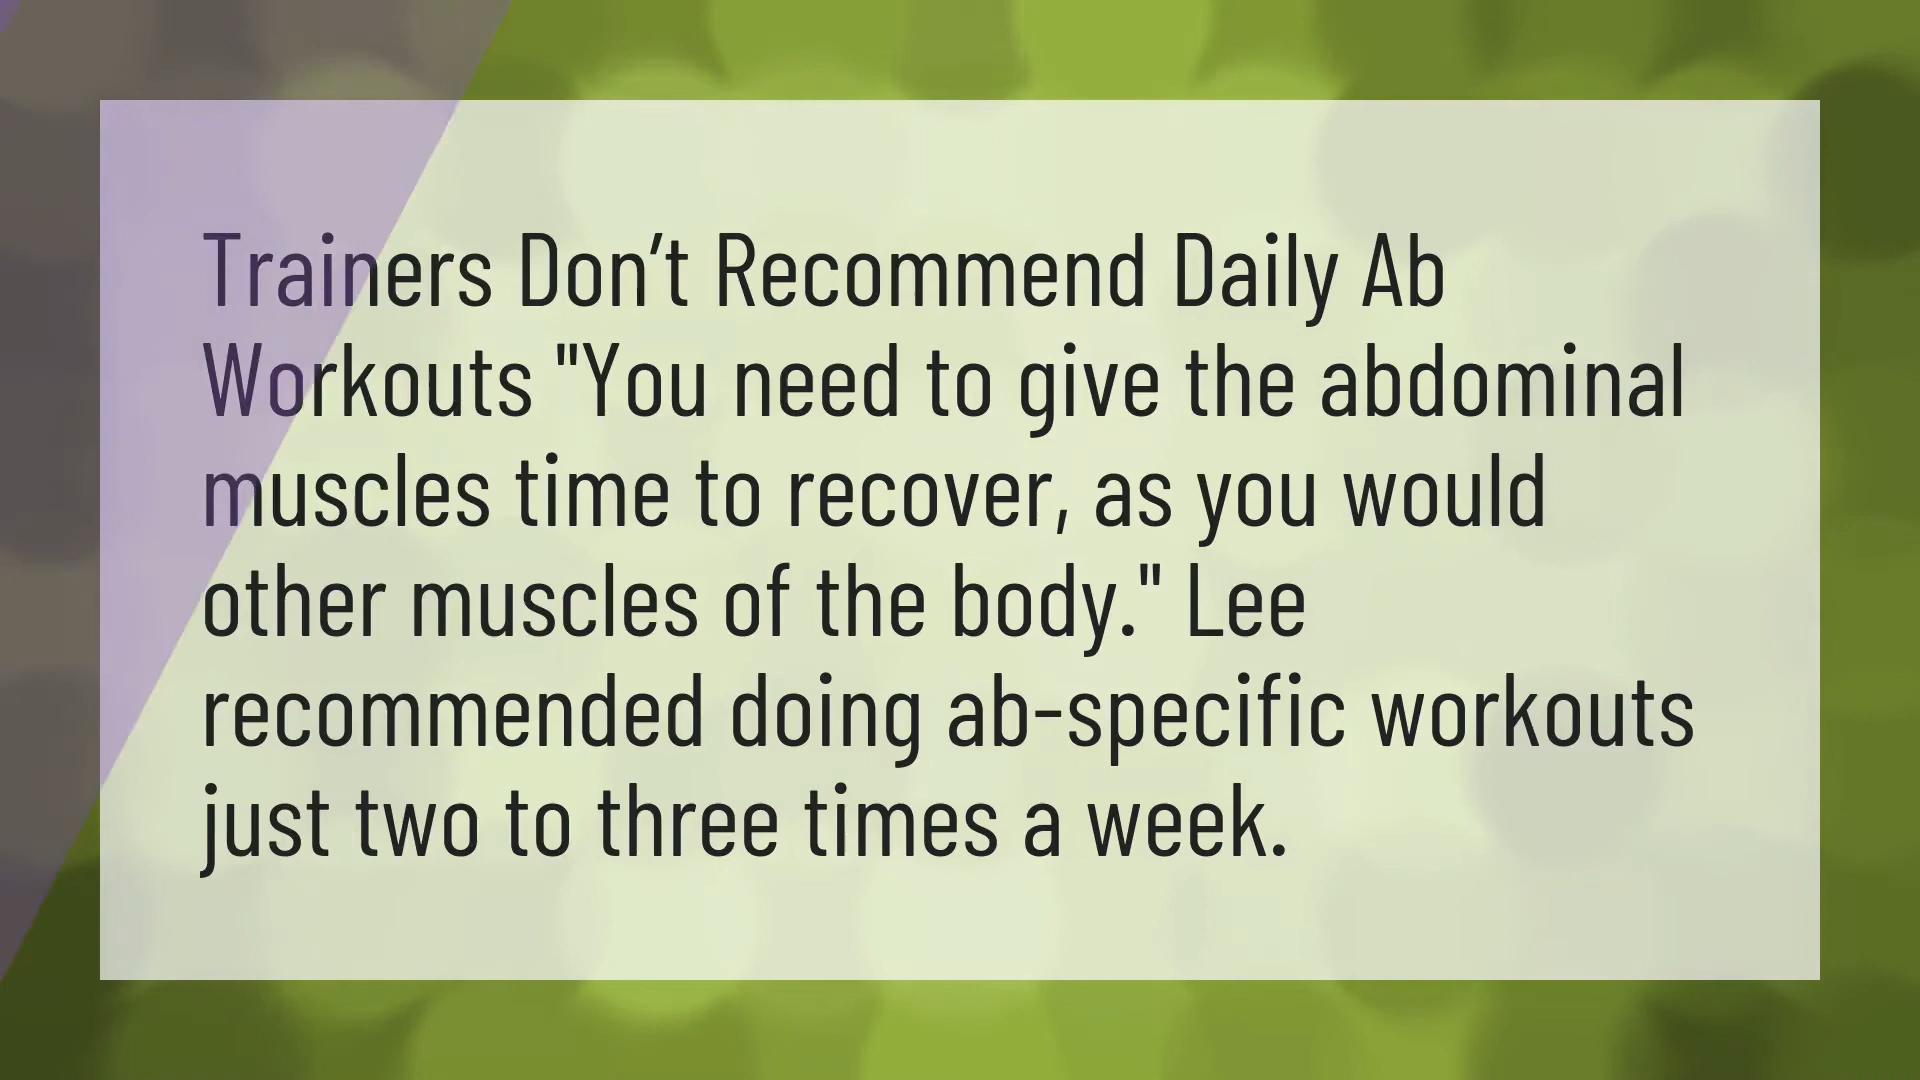 Trainers Don’t Recommend Daily Ab
Workouts "You need to give the abdominal
muscles time to recover, as you would
other muscles of the body." Lee
recommended doing ab-specific workouts
just two to three times a week.